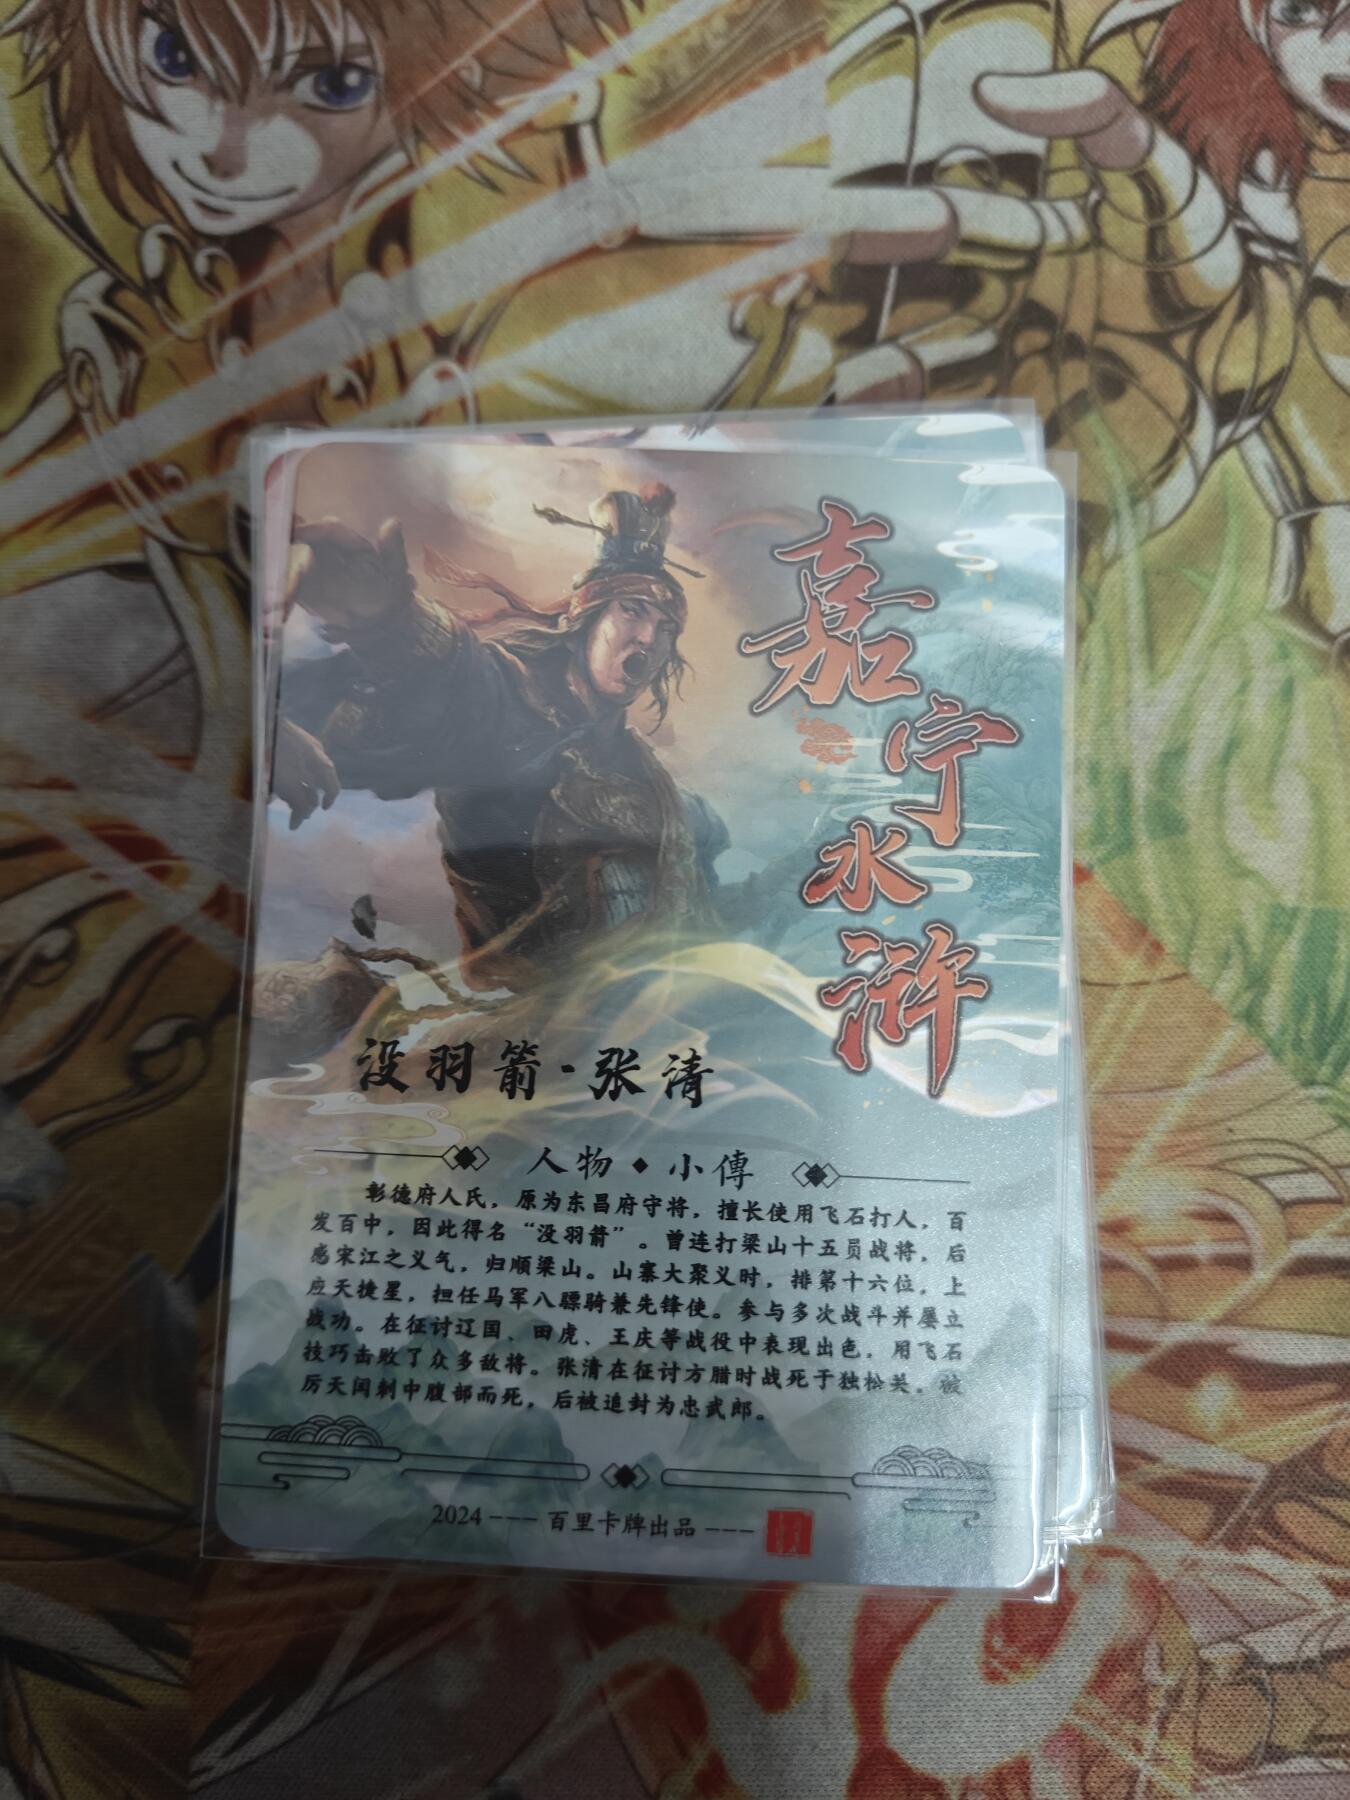 嘉宁水浒
没羽箭-张清
人物◆小傳
彰德府人氏，原为东昌府守将，擅长使用飞石打人，百
发百中，因此得名“没羽箭”。曾连打梁山十五员战将，后
感宋江之义气，归顺梁山。山寨大聚义时，排第十六位，上
应天捷星，担任马军八骠骑兼先锋使。参与多次战斗并屡立
战功。在征讨辽国、田虎、王庆等战役中表现出色，用飞石
技巧击败了众多敌将。张清在征讨方腊时战死于独松关，被
厉天闰刺中腹部而死，后被追封为忠武郎。
2024---百里卡牌出品---